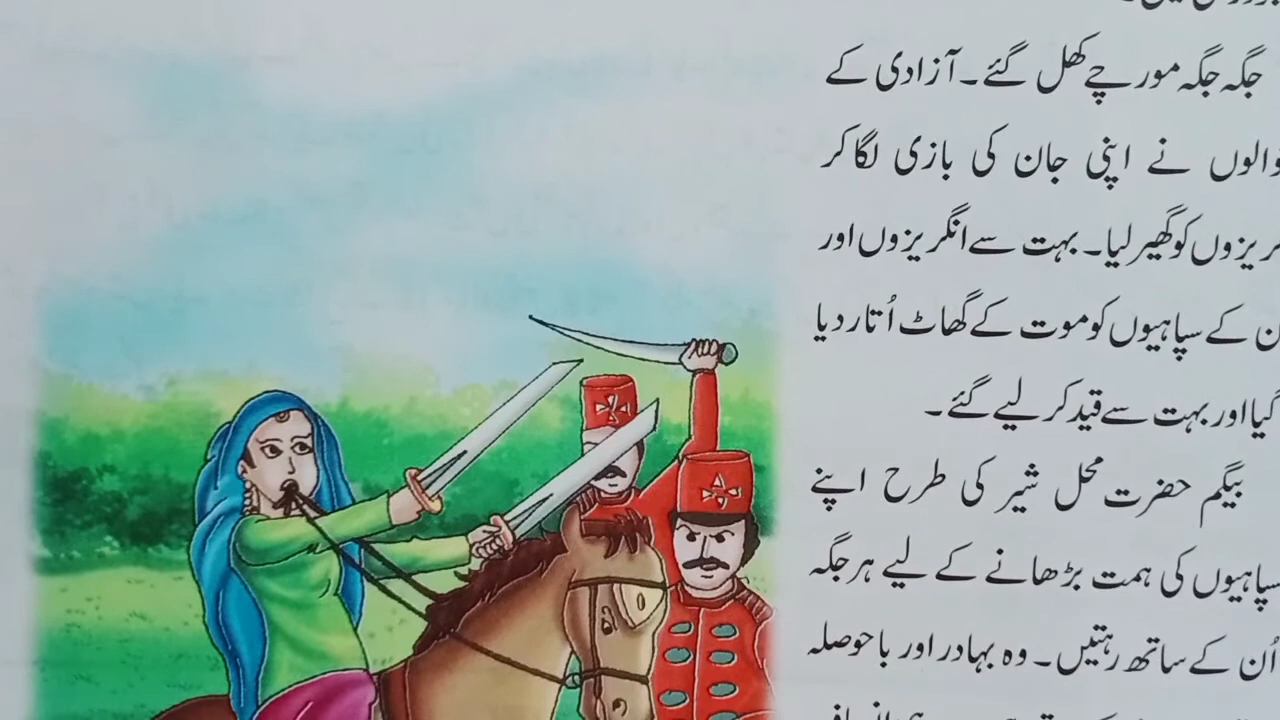 جگہ جگہ مورچے کھل گئے۔ آزادی کے
والوں نے اپنی جان کی بازی لگا کر
کو گھیر لیا۔ بہت سے انگریزوں اور
کے سپاہیوں کو موت کے گھاٹ اُتار دیا
گیا اور بہت سے قید کر لیے گئے۔
بیگم حضرت محل شیر کی طرح اپنے
سپاہیوں کی ہمت بڑھانے کے لیے ہر جگہ
اُن کے ساتھ رہتیں۔ وہ بہادر اور باحوصلہ